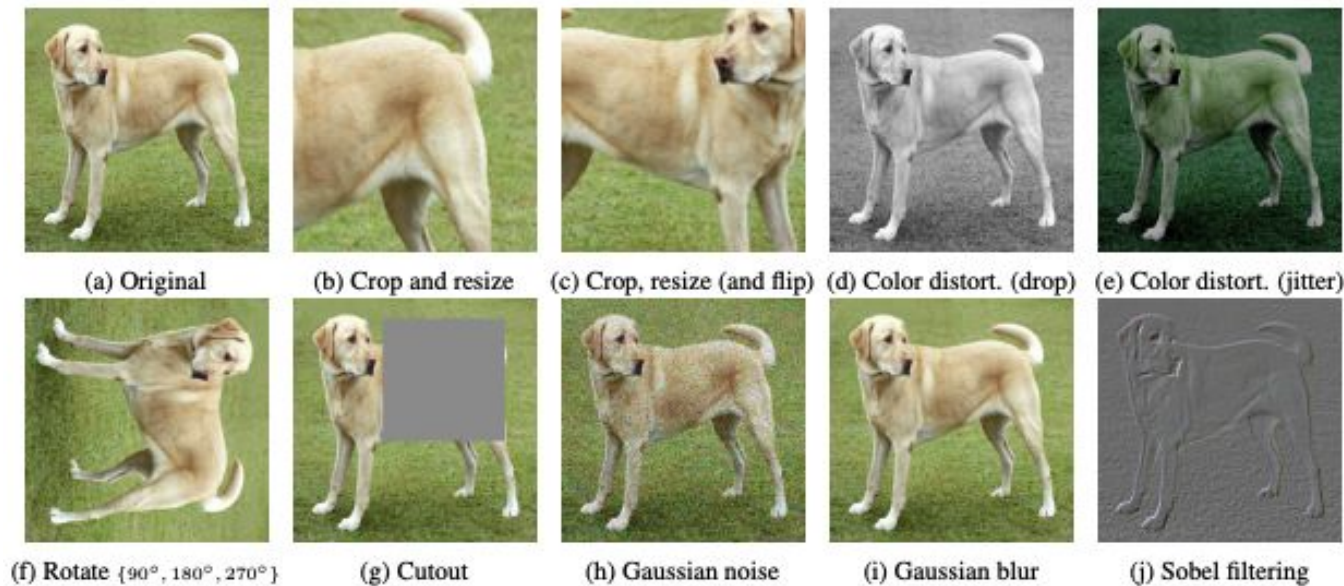 (a) Original
(b) Crop and resize
(c) Crop, resize (and flip)
(d) Color distort. (drop)
(e) Color distort. (jitter)
(f) Rotate {90°, 180°, 270°}
(g) Cutout
(h) Gaussian noise
(i) Gaussian blur
(j) Sobel filtering